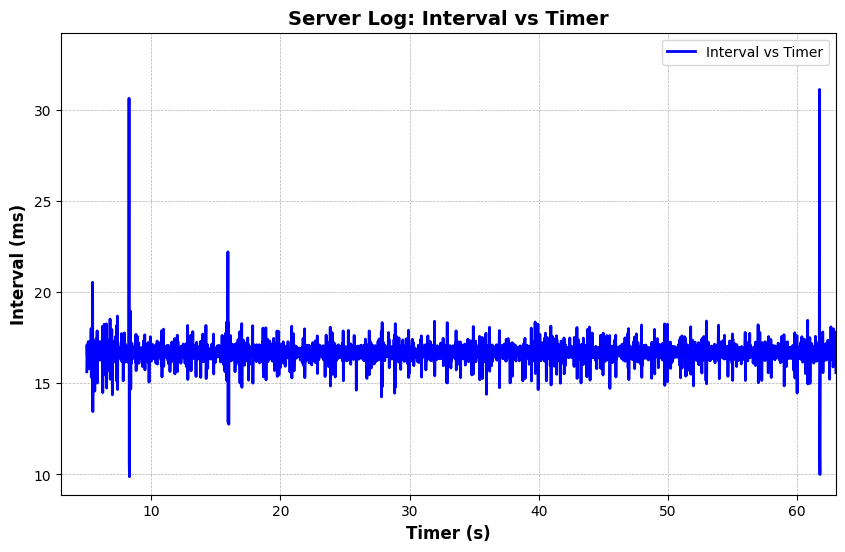 Server Log: Interval vs Timer
Interval vs Timer
30
25
20
15
10
Interval (ms)
10 20 30 40 50 60
Timer (s)